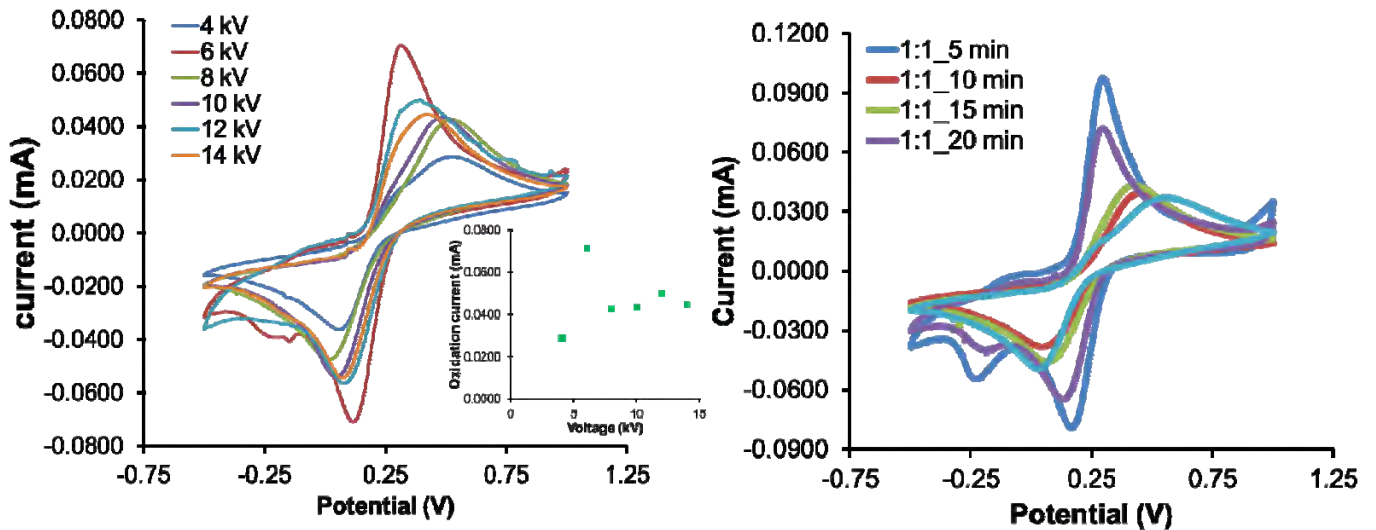 0.0800
0.0600
0.0400
0.0200
0.0000
-0.0200
-0.0400
-0.0600
-0.0800
current (mA)
4 kV
6 kV
8 kV
10 kV
12 kV
14 kV
-0.75
-0.25
0.25
0.75
1.25
Potential (V)
0.0800
0.0600
0.0400
0.0200
0.0000
Oxidation current (mA)
0
5
10
15
Voltage (kV)
0.1200
0.0900
0.0600
0.0300
0.0000
-0.0300
-0.0600
-0.0900
Current (mA)
1:1_5 min
1:1_10 min
1:1_15 min
1:1_20 min
-0.75
-0.25
0.25
0.75
1.25
Potential (V)